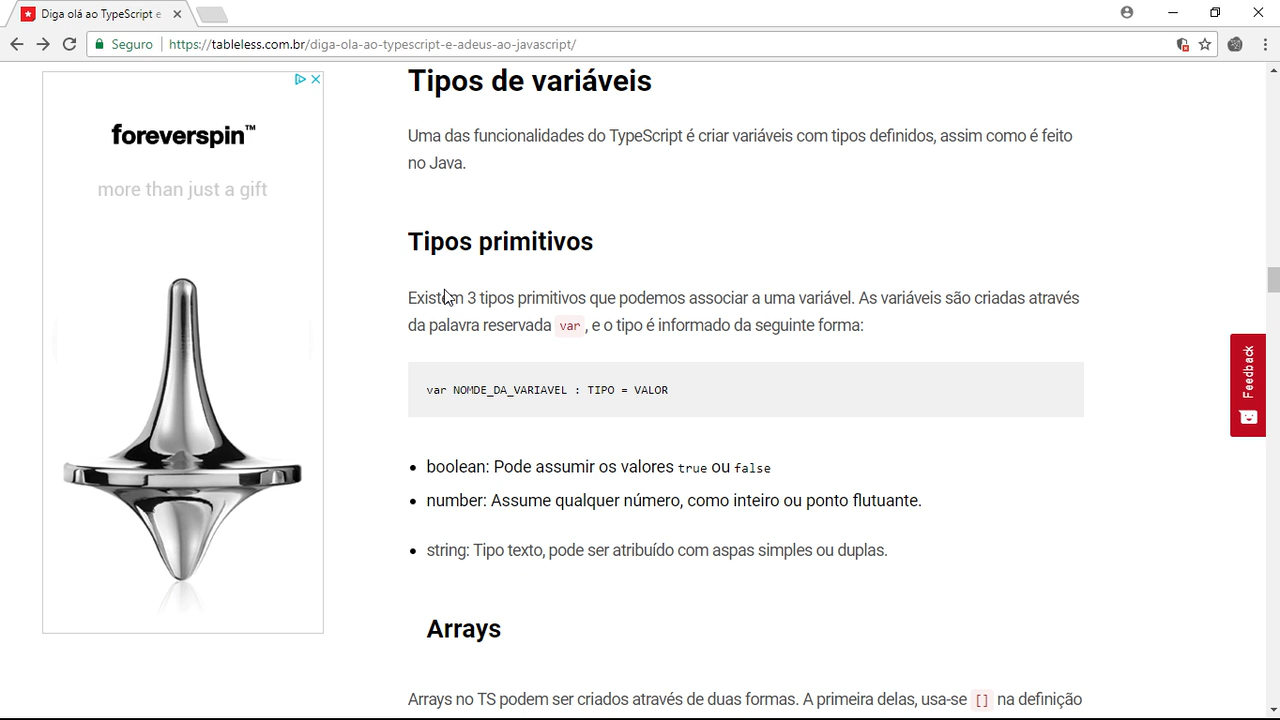 Diga olá ao TypeScript e
Seguro
https://tableless.com.br/diga-ola-ao-typescript-e-adeus-ao-javascript/
foreverspin™
more than just a gift
Tipos de variáveis
Uma das funcionalidades do TypeScript é criar variáveis com tipos definidos, assim como é feito
no Java.
Tipos primitivos
Existem 3 tipos primitivos que podemos associar a uma variável. As variáveis são criadas através
da palavra reservada var, e o tipo é informado da seguinte forma:
var NOMDE_DA_VARIAVEL : TIPO = VALOR
boolean: Pode assumir os valores true ou false
number: Assume qualquer número, como inteiro ou ponto flutuante.
string: Tipo texto, pode ser atribuído com aspas simples ou duplas.
Arrays
Arrays no TS podem ser criados através de duas formas. A primeira delas, usa-se [] na definição
Feedback